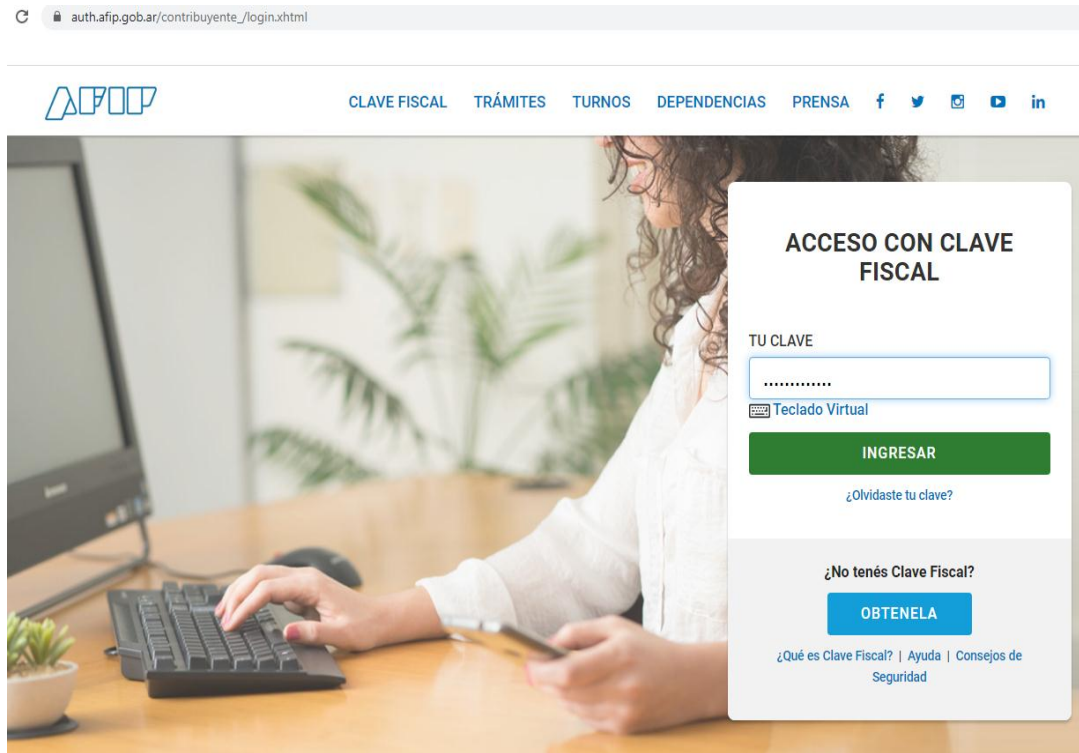 auth.afip.gob.ar/contribuyente_/login.xhtml
AFIP
CLAVE FISCAL TRÁMITES TURNOS DEPENDENCIAS PRENSA f in
ACCESO CON CLAVE
FISCAL
TU CLAVE
.............
Teclado Virtual
INGRESAR
¿Olvidaste tu clave?
¿No tenés Clave Fiscal?
OBTENELA
¿Qué es Clave Fiscal? | Ayuda | Consejos de
Seguridad